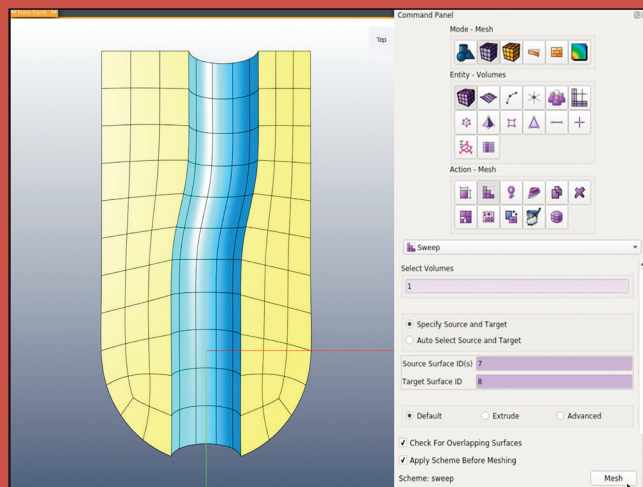 Main Pane
Top
Command Panel
Mode - Mesh
Entity - Volumes
Action - Mesh
Sweep
Select Volumes
1
Specify Source and Target
Auto Select Source and Target
Source Surface ID(s) 7
Target Surface ID 8
Default Extrude Advanced
Check For Overlapping Surfaces
Apply Scheme Before Meshing
Scheme: sweep Mesh